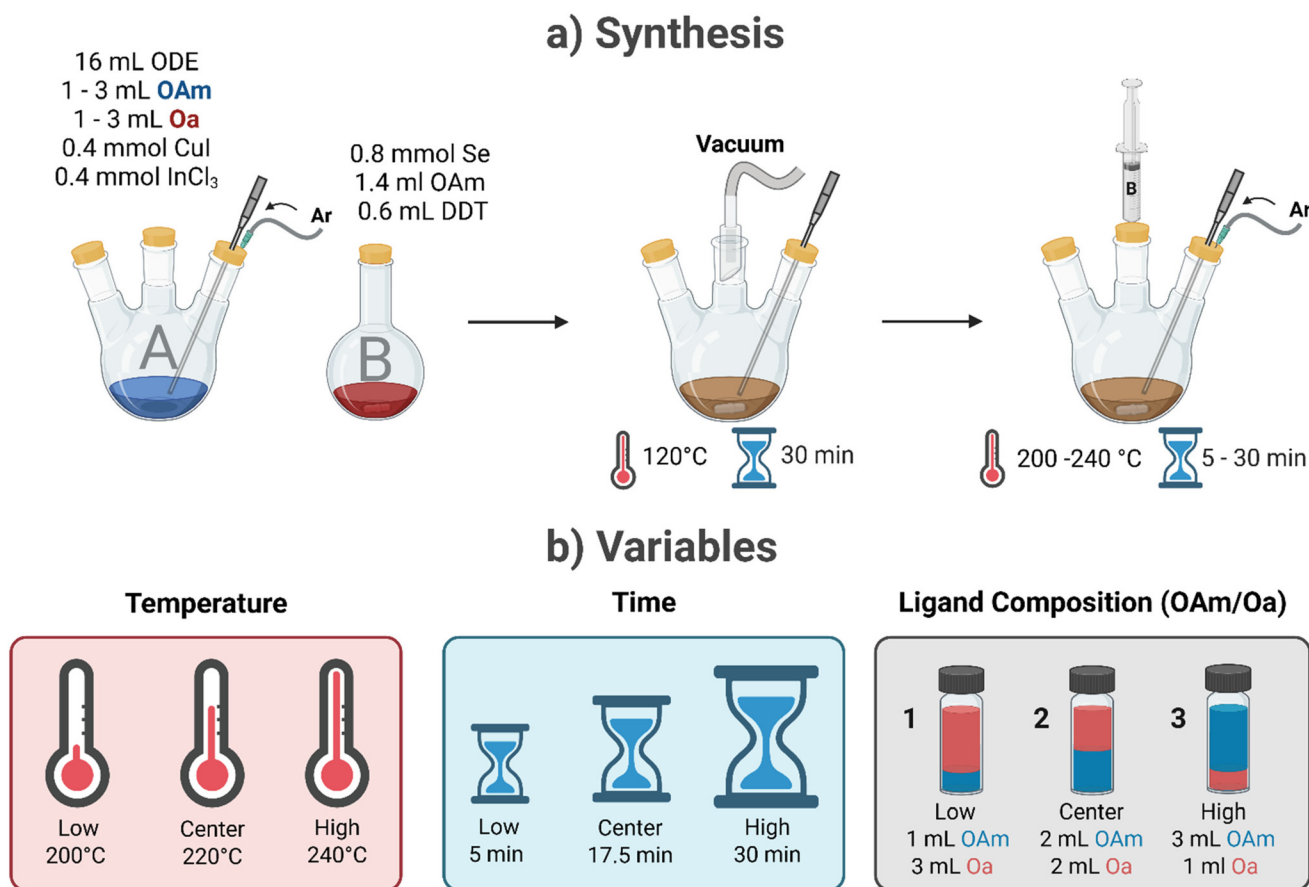 a) Synthesis
16 mL ODE
1 - 3 mL OAm
1 - 3 mL Oa
0.4 mmol CuI
0.4 mmol InCl₃
Ar
A
0.8 mmol Se
1.4 ml OAm
0.6 mL DDT
B
Vacuum
120°C
30 min
B
Ar
200 -240 °C
5 - 30 min
b) Variables
Temperature
Low
200°C
Center
220°C
High
240°C
Time
Low
5 min
Center
17.5 min
High
30 min
Ligand Composition (OAm/Oa)
1
Low
1 mL OAm
3 mL Oa
2
Center
2 mL OAm
2 mL Oa
3
High
3 mL OAm
1 ml Oa